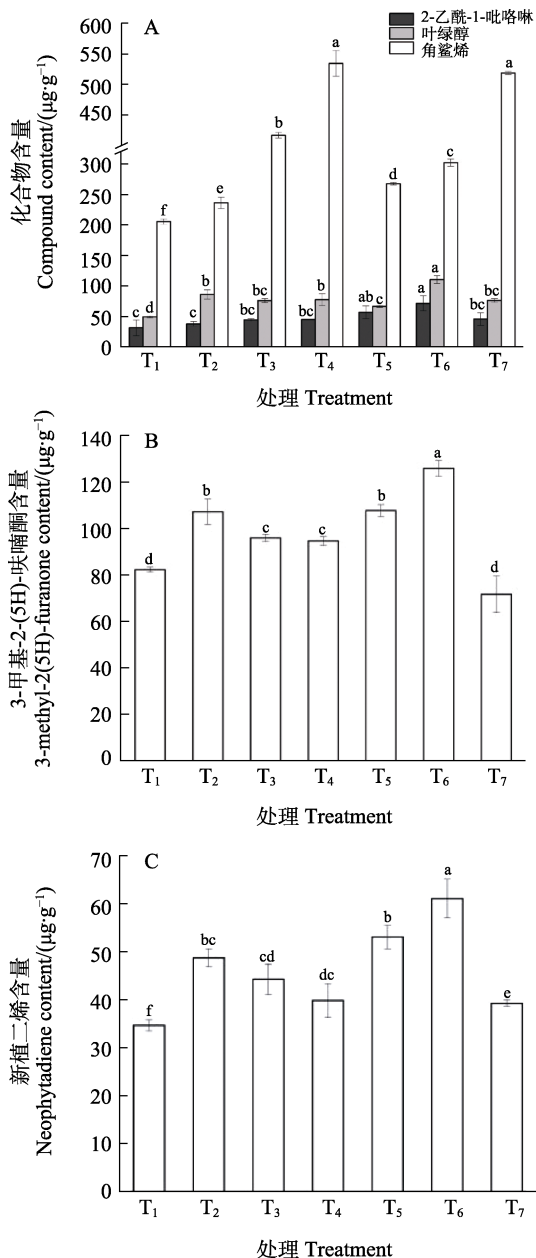 A
2-乙酰-1-吡咯啉
叶绿醇
角鲨烯
化合物含量
Compound content/(μg·g⁻¹)
600
550
500
450
300
250
200
150
100
50
0
c d f
c b e
bc bc b
bc b a
ab c d
a a c
bc bc a
T₁ T₂ T₃ T₄ T₅ T₆ T₇
处理 Treatment
B
3-甲基-2-(5H)-呋喃酮含量
3-methyl-2(5H)-furanone content/(μg·g⁻¹)
140
120
100
80
60
40
20
0
d b c c b a d
T₁ T₂ T₃ T₄ T₅ T₆ T₇
处理 Treatment
C
新植二烯含量
Neophytadiene content/(μg·g⁻¹)
70
60
50
40
30
20
10
0
f bc cd dc b a e
T₁ T₂ T₃ T₄ T₅ T₆ T₇
处理 Treatment